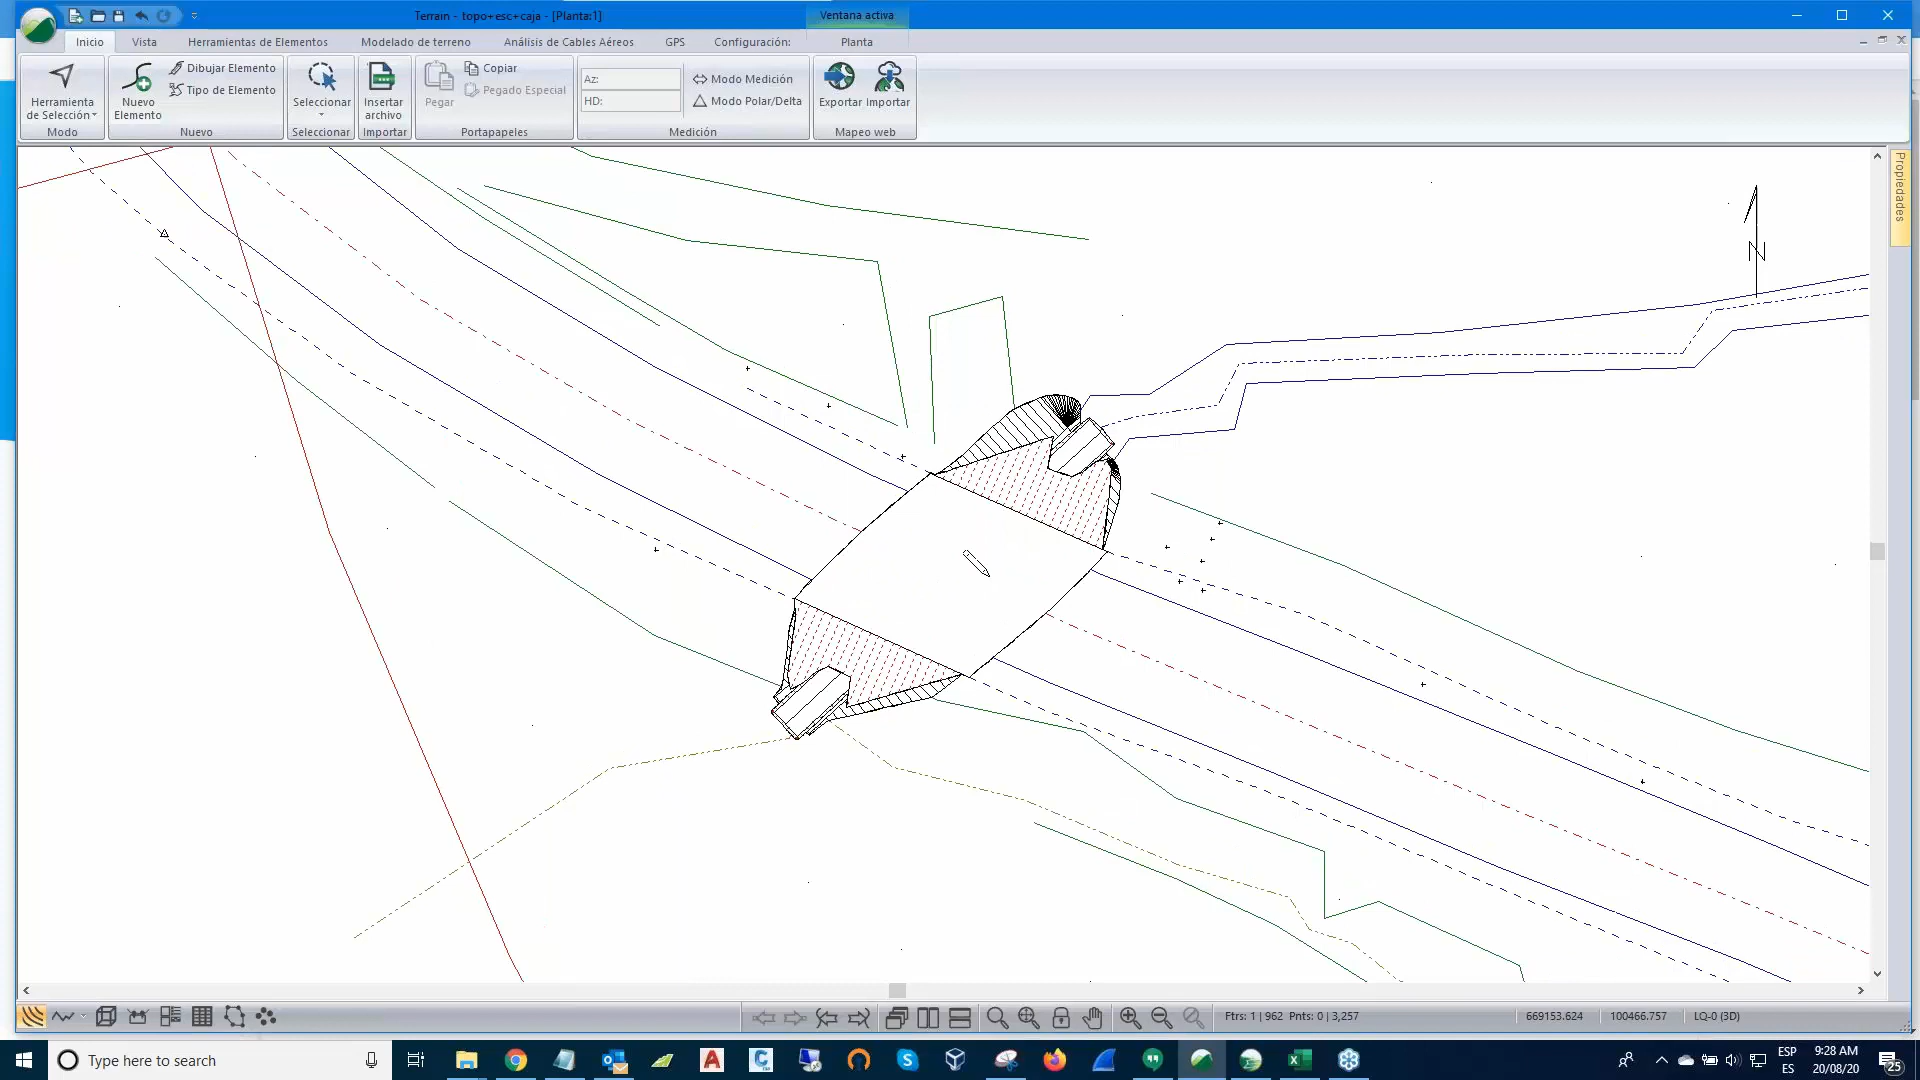 Terrain - topo+esc+caja - [Planta:1]
Ventana activa
Inicio
Vista
Herramientas de Elementos
Modelado de terreno
Análisis de Cables Aéreos
GPS
Configuración:
Planta
Herramienta
de Selección
Modo
Nuevo
Elemento
Dibujar Elemento
Tipo de Elemento
Nuevo
Seleccionar
Seleccionar
Insertar
archivo
Importar
Pegar
Copiar
Pegado Especial
Portapapeles
Az:
HD:
Modo Medición
Modo Polar/Delta
Medición
Exportar
Importar
Mapeo web
Propiedades
N
Ftrs: 1 | 962 Pnts: 0 | 3,257
669153.624
100466.757
LQ-0 (3D)
Type here to search
ESP
ES
9:28 AM
20/08/20
25